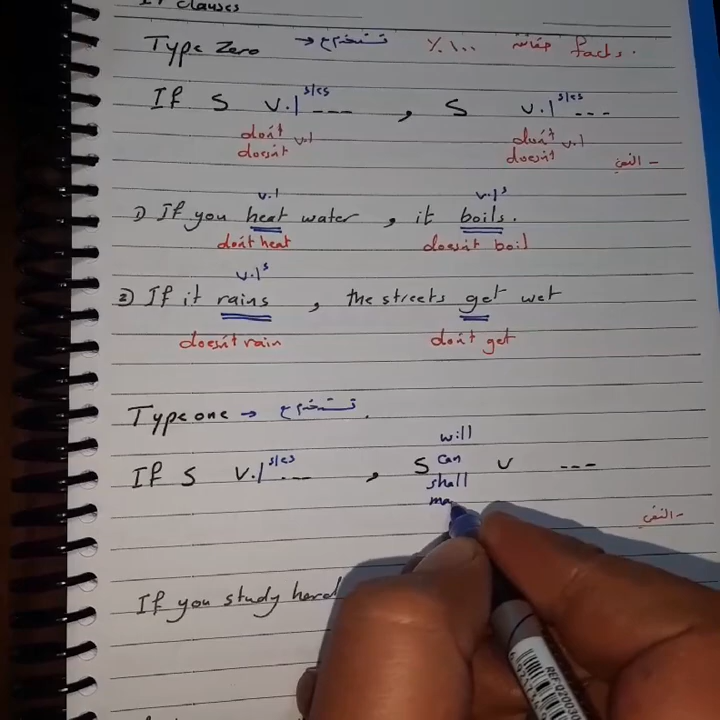 If clauses
Type Zero → تستخدم ١٠٠٪ حقائق facts.
If S v.1 s/es --- , S v.1 s/es ---
don't doesn't v.1 don't doesn't v.1 - النفي
v.1 v.1s
1) If you heat water , it boils.
don't heat doesn't boil
v.1s
2) If it rains , the streets get wet
doesn't rain don't get
Type one → تستخدم .
will
If S v.1 s/es --- , S can v ---
shall
ma
- النفي
If you study hard
REF 020030